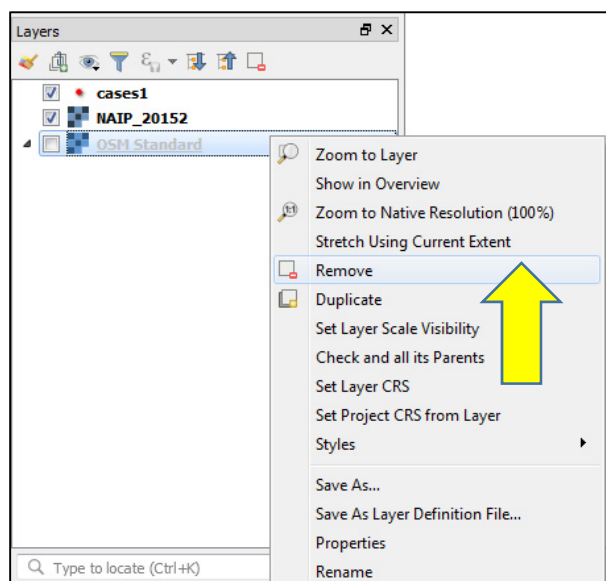 Layers
cases1
NAIP_20152
OSM Standard
Zoom to Layer
Show in Overview
Zoom to Native Resolution (100%)
Stretch Using Current Extent
Remove
Duplicate
Set Layer Scale Visibility
Check and all its Parents
Set Layer CRS
Set Project CRS from Layer
Styles
Save As...
Save As Layer Definition File...
Properties
Rename
Type to locate (Ctrl+K)